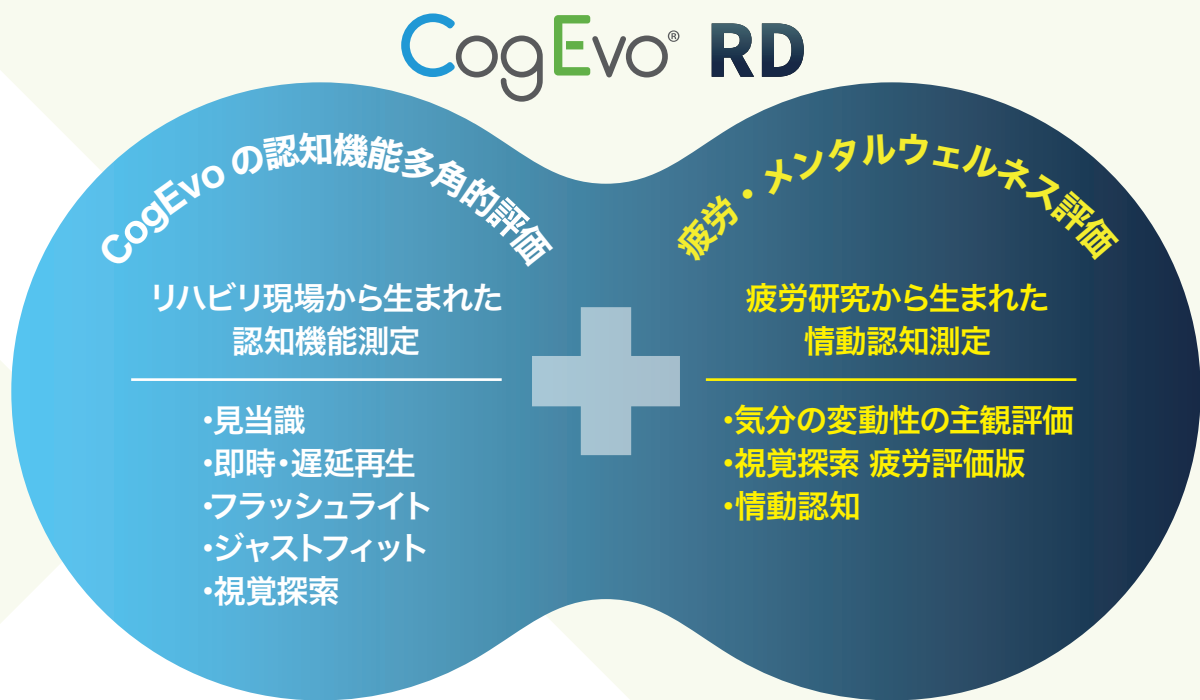 CogEvo® RD
CogEvo の認知機能多角的評価
リハビリ現場から生まれた
認知機能測定
・見当識
・即時・遅延再生
・フラッシュライト
・ジャストフィット
・視覚探索
疲労・メンタルウェルネス評価
疲労研究から生まれた
情動認知測定
・気分の変動性の主観評価
・視覚探索 疲労評価版
・情動認知